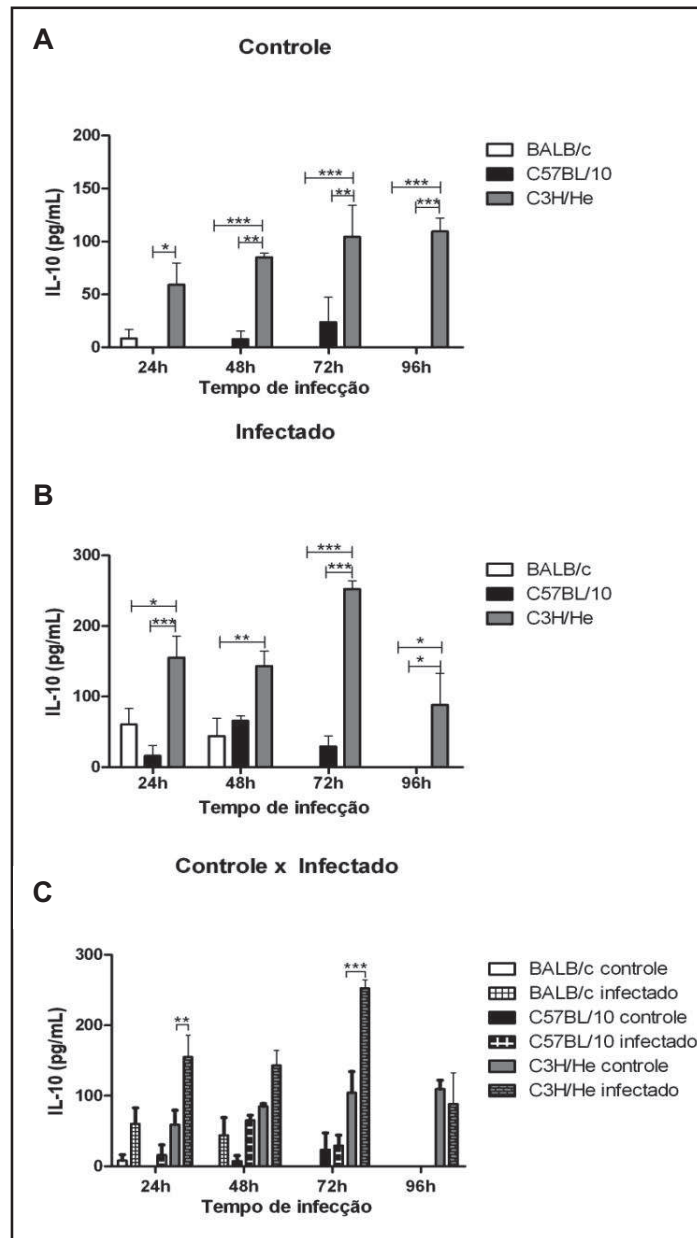 A
Controle
200
150
100
50
0
IL-10 (pg/mL)
***
***
***
**
***
***
**
*
24h 48h 72h 96h
Tempo de infecção
BALB/c
C57BL/10
C3H/He
Infectado
B
300
200
100
0
IL-10 (pg/mL)
***
***
*
***
**
*
*
24h 48h 72h 96h
Tempo de infecção
BALB/c
C57BL/10
C3H/He
Controle x Infectado
C
300
200
100
0
IL-10 (pg/mL)
***
**
24h 48h 72h 96h
Tempo de infecção
BALB/c controle
BALB/c infectado
C57BL/10 controle
C57BL/10 infectado
C3H/He controle
C3H/He infectado